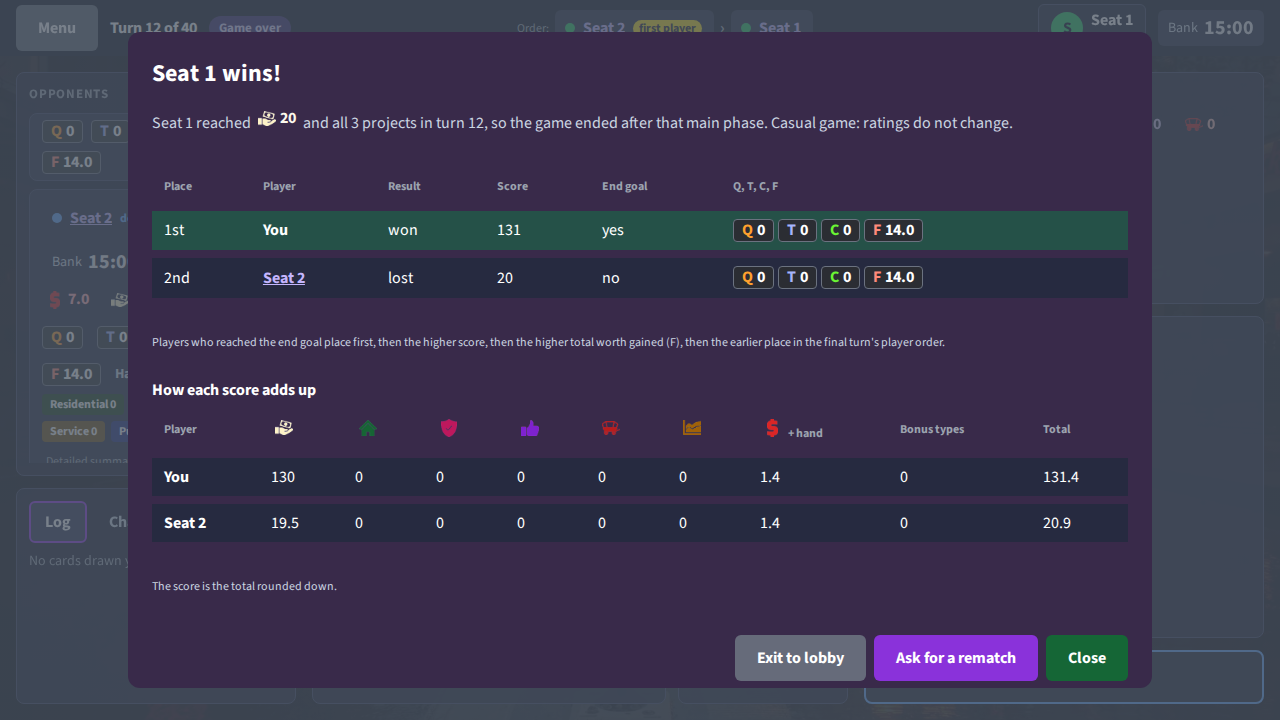 Menu Turn 12 of 40 Game over Order: Seat 2 first player › Seat 1 S Seat 1 Bank 15:00
OPPONENTS
Q 0 T 0
F 14.0
0 0
Seat 2
Bank 15:0
$ 7.0
Q 0 T 0
F 14.0 Ha
Residential 0
Service 0 Pr
Detailed summa
Log Cha
No cards drawn y
Seat 1 wins!
Seat 1 reached 20 and all 3 projects in turn 12, so the game ended after that main phase. Casual game: ratings do not change.
Place Player Result Score End goal Q, T, C, F
1st You won 131 yes Q 0 T 0 C 0 F 14.0
2nd Seat 2 lost 20 no Q 0 T 0 C 0 F 14.0
Players who reached the end goal place first, then the higher score, then the higher total worth gained (F), then the earlier place in the final turn's player order.
How each score adds up
Player $ + hand Bonus types Total
You 130 0 0 0 0 0 1.4 0 131.4
Seat 2 19.5 0 0 0 0 0 1.4 0 20.9
The score is the total rounded down.
Exit to lobby Ask for a rematch Close